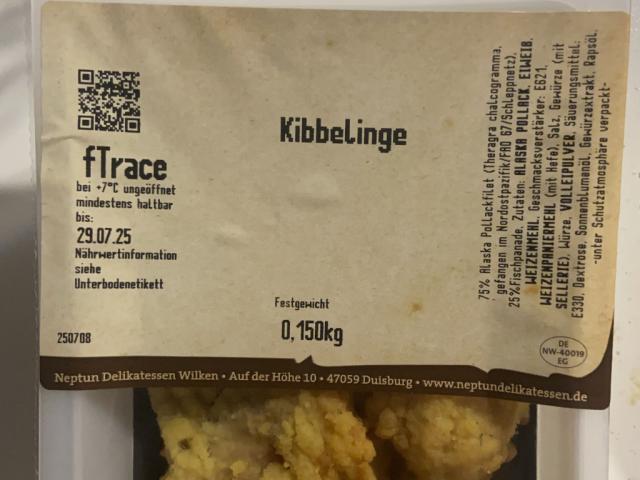 Kibbelinge
fTrace
bei +7°C ungeöffnet
mindestens haltbar
bis:
29.07.25
Nährwertinformation
siehe
Unterbodenetikett
250708
Festgewicht
0,150kg
75% Alaska Pollackfilet (Theragra chalcogramma,
gefangen im Nordostpazifik/FAO 67/Schleppnetz),
25%Fischpanade. Zutaten: ALASKA POLLACK, EIWEIß,
WEIZENMEHL, Geschmacksverstärker: E621,
WEIZENPANIERMEHL (mit Hefe), Salz, Gewürze (mit
SELLERIE), Würze, VOLLEIPULVER, Säuerungsmittel:
E330, Dextrose, Sonnenblumenöl, Gewürzextrakt, Rapsöl,
-unter Schutzatmosphäre verpackt-
DE
NW-40019
EG
Neptun Delikatessen Wilken • Auf der Höhe 10 • 47059 Duisburg • www.neptundelikatessen.de